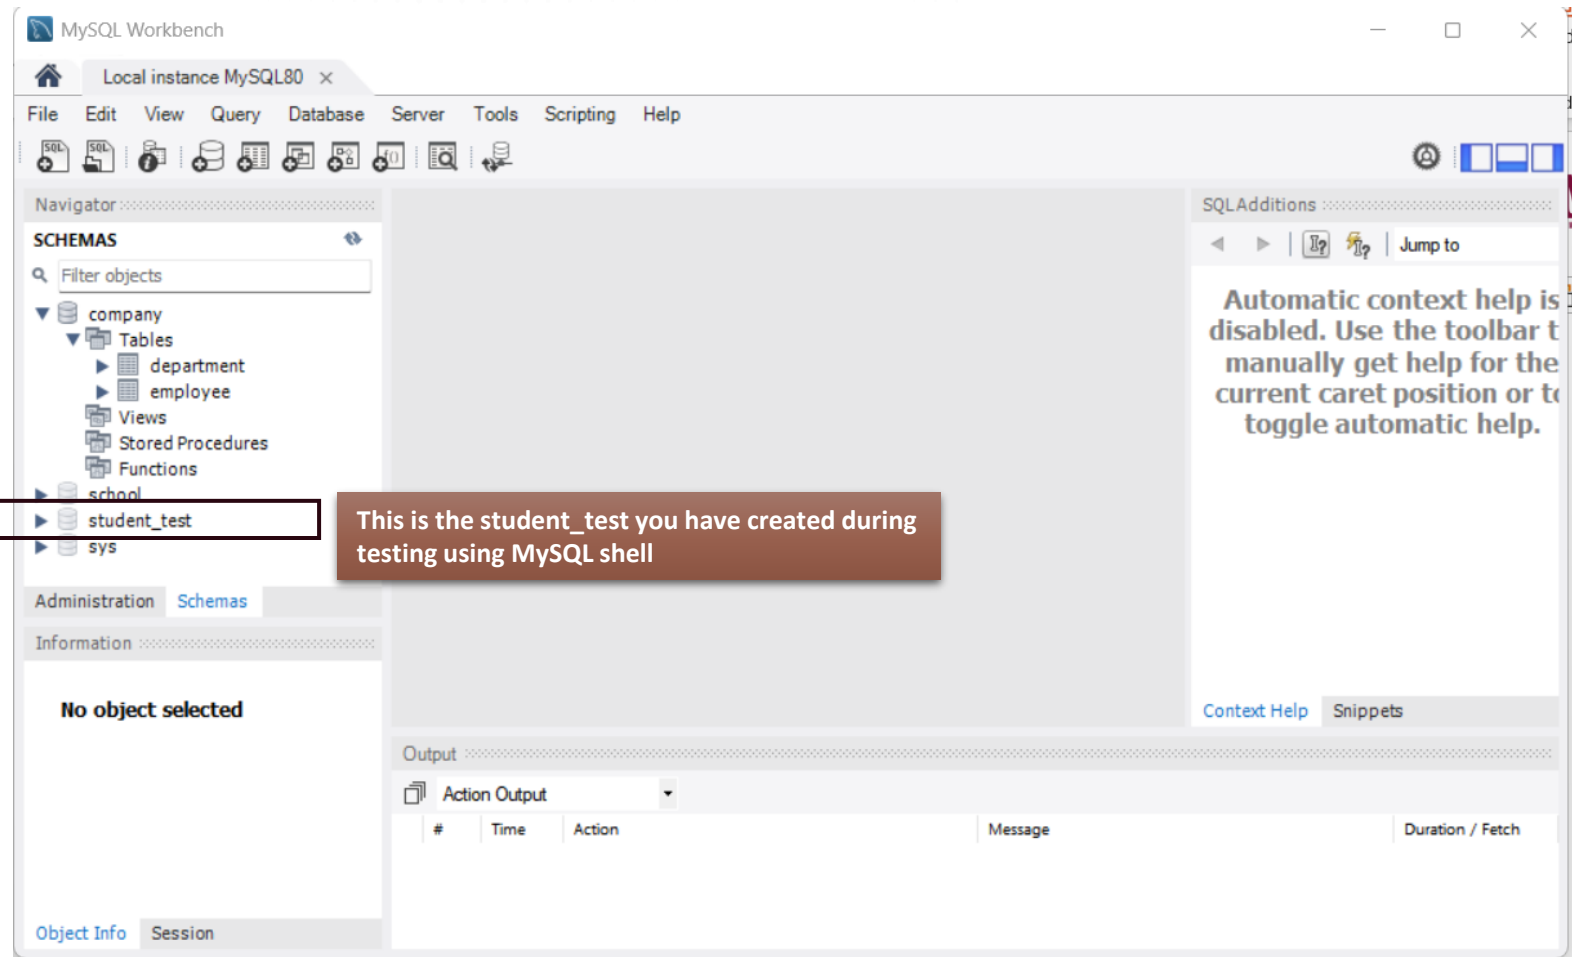 MySQL Workbench
Local instance MySQL80
File Edit View Query Database Server Tools Scripting Help
Navigator
SCHEMAS
Filter objects
company
Tables
department
employee
Views
Stored Procedures
Functions
school
student_test
sys
This is the student_test you have created during
testing using MySQL shell
Administration Schemas
Information
No object selected
Object Info Session
SQLAdditions
Jump to
Automatic context help is
disabled. Use the toolbar t
manually get help for the
current caret position or to
toggle automatic help.
Context Help Snippets
Output
Action Output
# Time Action Message Duration / Fetch